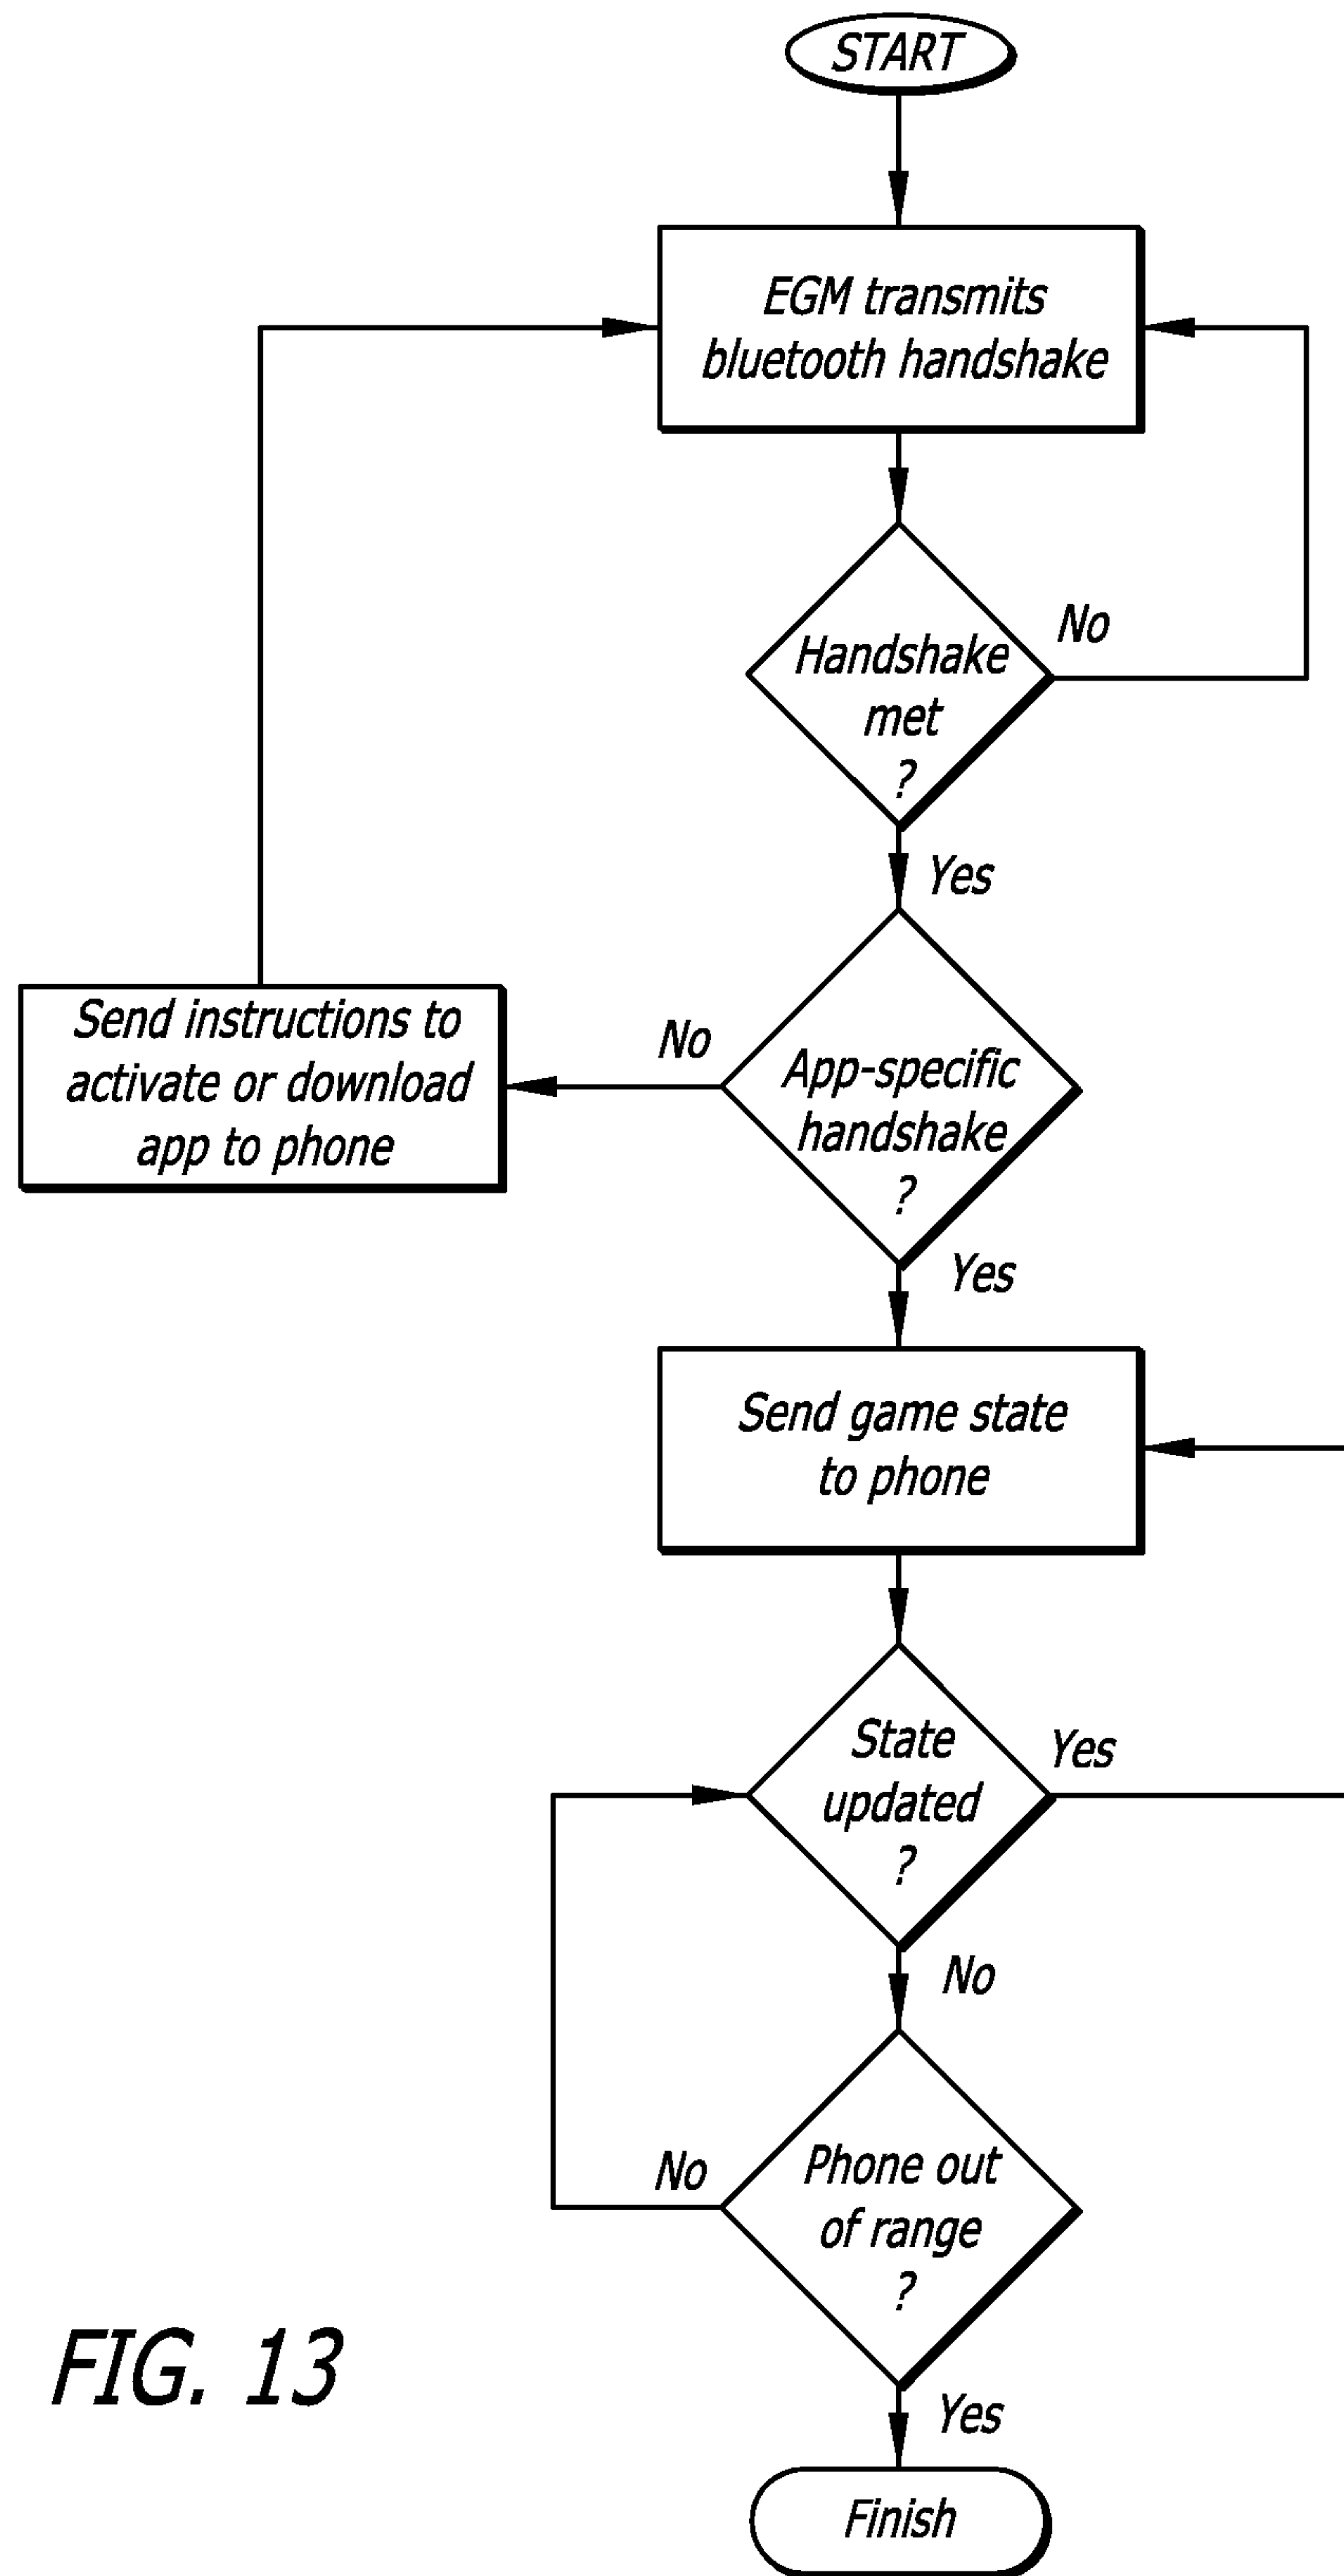 START
EGM transmits
bluetooth handshake
No
Handshake
met
?
Yes
Send instructions to
activate or download
app to phone
No
App-specific
handshake
?
Yes
Send game state
to phone
State
updated
?
Yes
No
No
Phone out
of range
?
Yes
Finish
FIG. 13